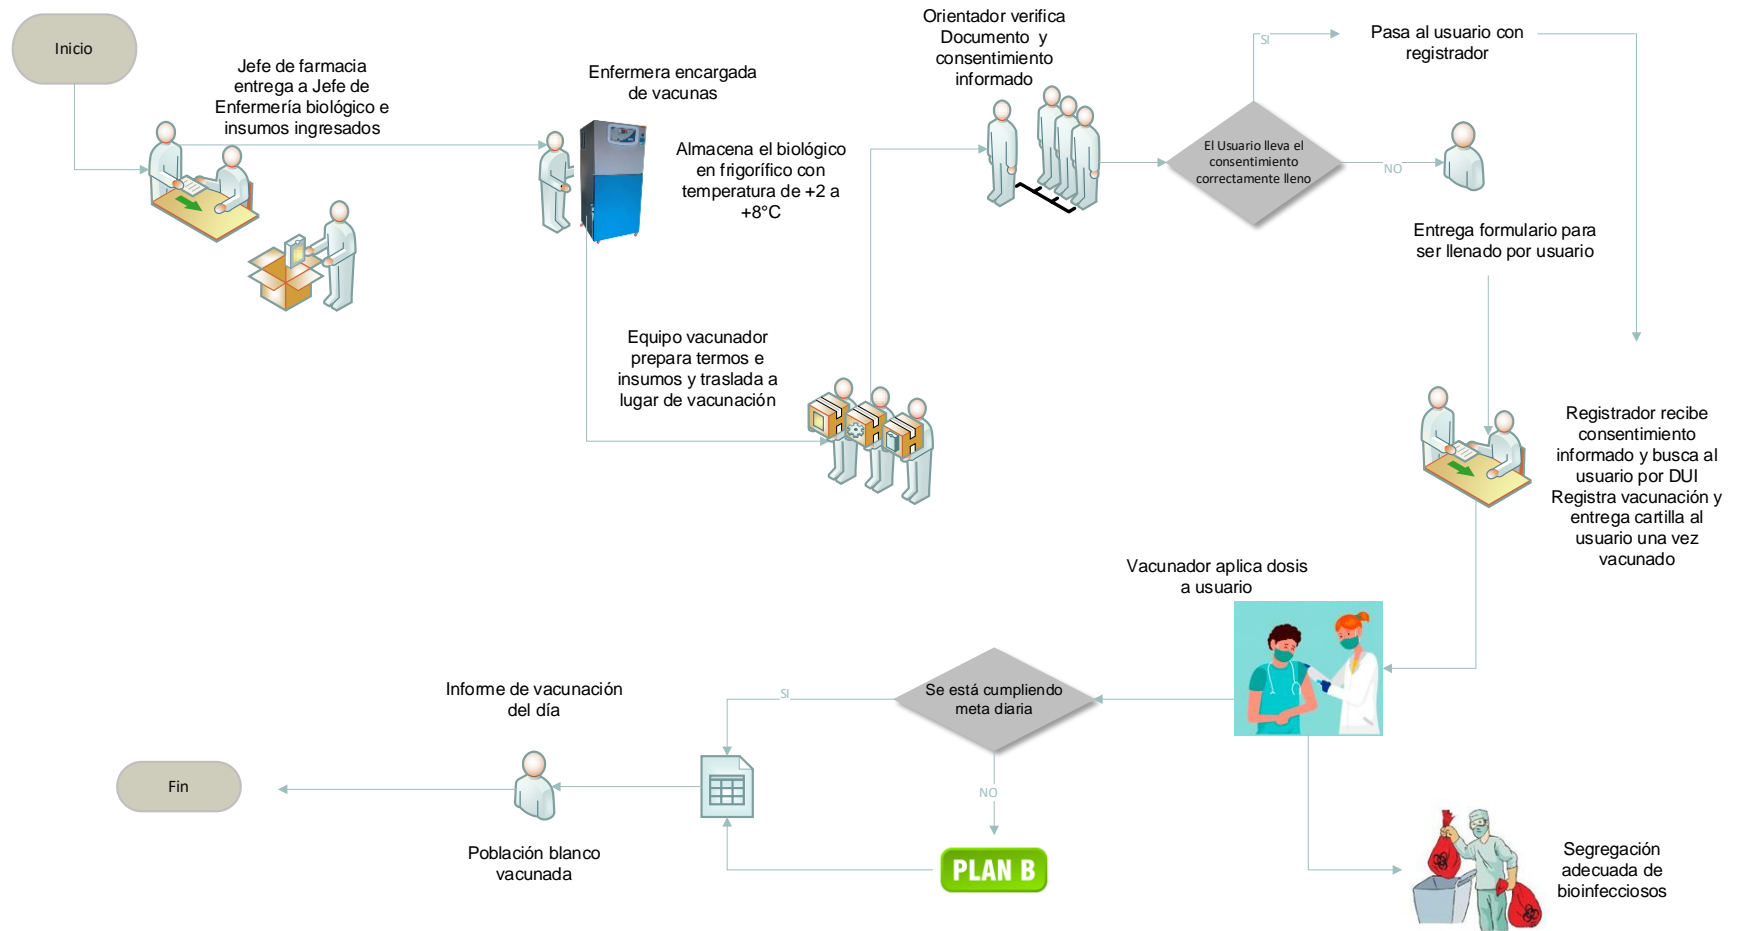 Inicio
Jefe de farmacia
entrega a Jefe de
Enfermería biológico e
insumos ingresados
Enfermera encargada
de vacunas
Almacena el biológico
en frigorífico con
temperatura de +2 a
+8°C
Equipo vacunador
prepara termos e
insumos y traslada a
lugar de vacunación
Orientador verifica
Documento y
consentimiento
informado
El Usuario lleva el
consentimiento
correctamente lleno
SI
Pasa al usuario con
registrador
NO
Entrega formulario para
ser llenado por usuario
Registrador recibe
consentimiento
informado y busca al
usuario por DUI
Registra vacunación y
entrega cartilla al
usuario una vez
vacunado
Vacunador aplica dosis
a usuario
Segregación
adecuada de
bioinfecciosos
Se está cumpliendo
meta diaria
SI
NO
PLAN B
Informe de vacunación
del día
Población blanco
vacunada
Fin